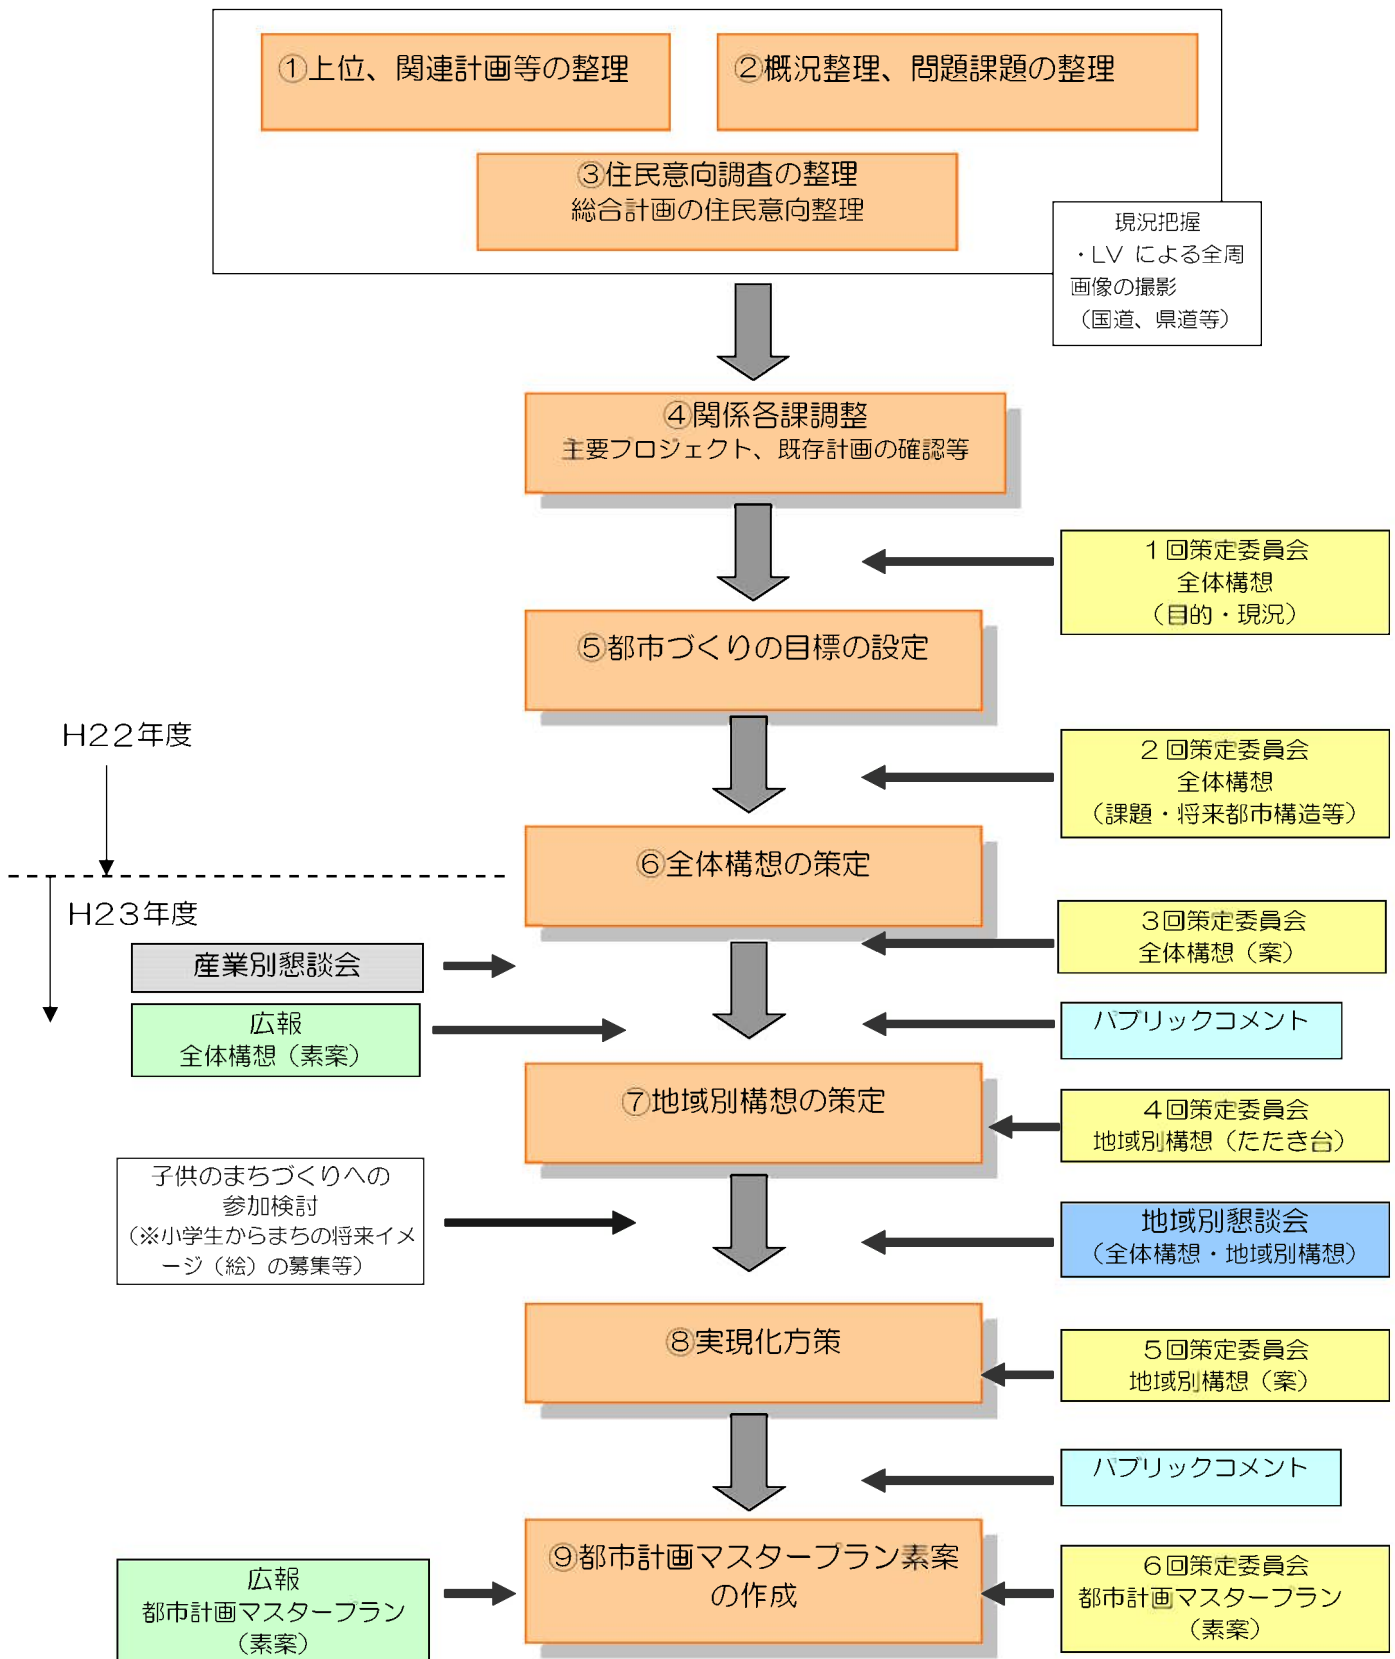 ①上位、関連計画等の整理
②概況整理、問題課題の整理
③住民意向調査の整理
総合計画の住民意向整理
現況把握
・LV による全周
画像の撮影
（国道、県道等）
④関係各課調整
主要プロジェクト、既存計画の確認等
１回策定委員会
全体構想
（目的・現況）
⑤都市づくりの目標の設定
H２２年度
２回策定委員会
全体構想
（課題・将来都市構造等）
⑥全体構想の策定
H２３年度
３回策定委員会
全体構想（案）
産業別懇談会
広報
全体構想（素案）
パブリックコメント
⑦地域別構想の策定
４回策定委員会
地域別構想（たたき台）
子供のまちづくりへの
参加検討
（※小学生からまちの将来イメ
ージ（絵）の募集等）
地域別懇談会
（全体構想・地域別構想）
⑧実現化方策
５回策定委員会
地域別構想（案）
パブリックコメント
⑨都市計画マスタープラン素案
の作成
広報
都市計画マスタープラン
（素案）
６回策定委員会
都市計画マスタープラン
（素案）